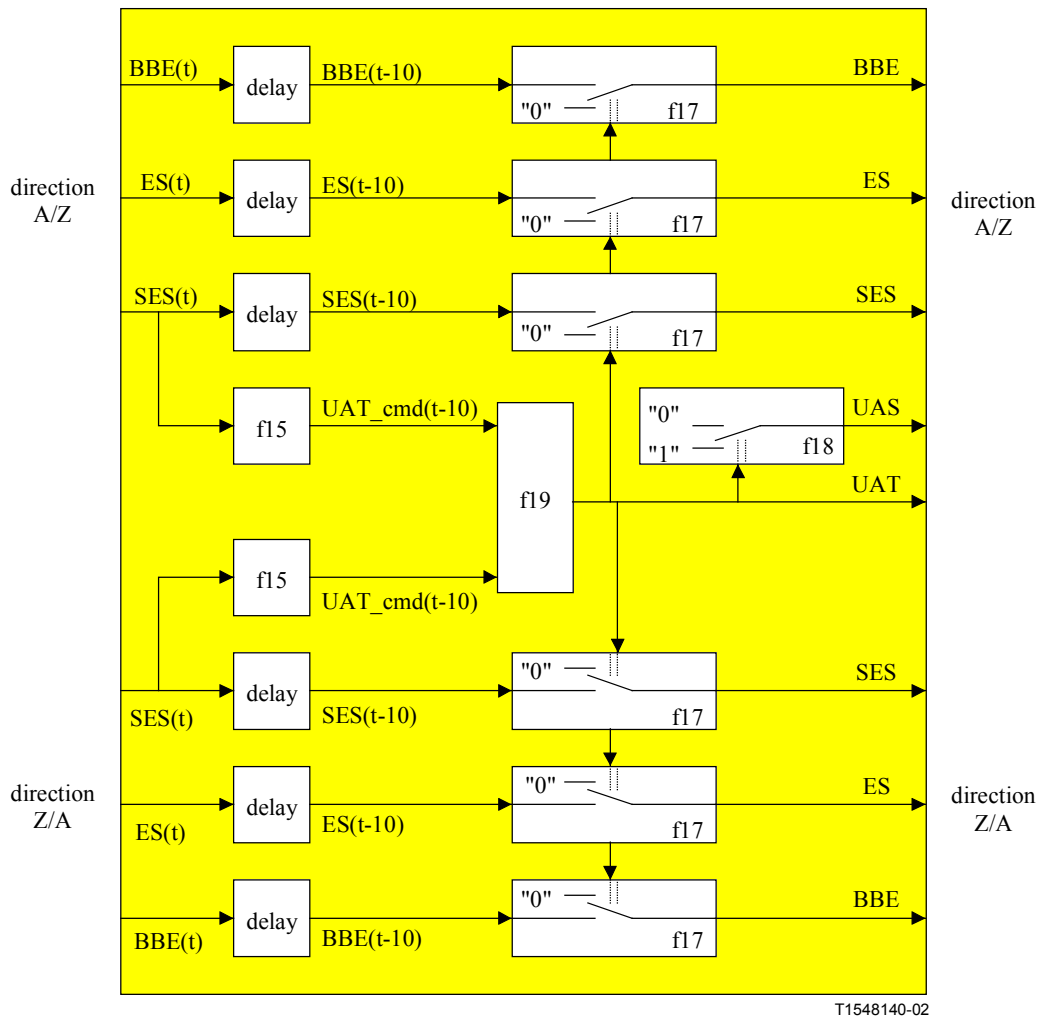 BBE(t)
delay
BBE(t-10)
"0"
f17
BBE
direction
A/Z
ES(t)
delay
ES(t-10)
"0"
f17
ES
direction
A/Z
SES(t)
delay
SES(t-10)
"0"
f17
SES
f15
UAT_cmd(t-10)
"0"
"1"
f18
UAS
f19
UAT
f15
UAT_cmd(t-10)
SES(t)
delay
SES(t-10)
"0"
f17
SES
direction
Z/A
ES(t)
delay
ES(t-10)
"0"
f17
ES
direction
Z/A
BBE(t)
delay
BBE(t-10)
"0"
f17
BBE
T1548140-02